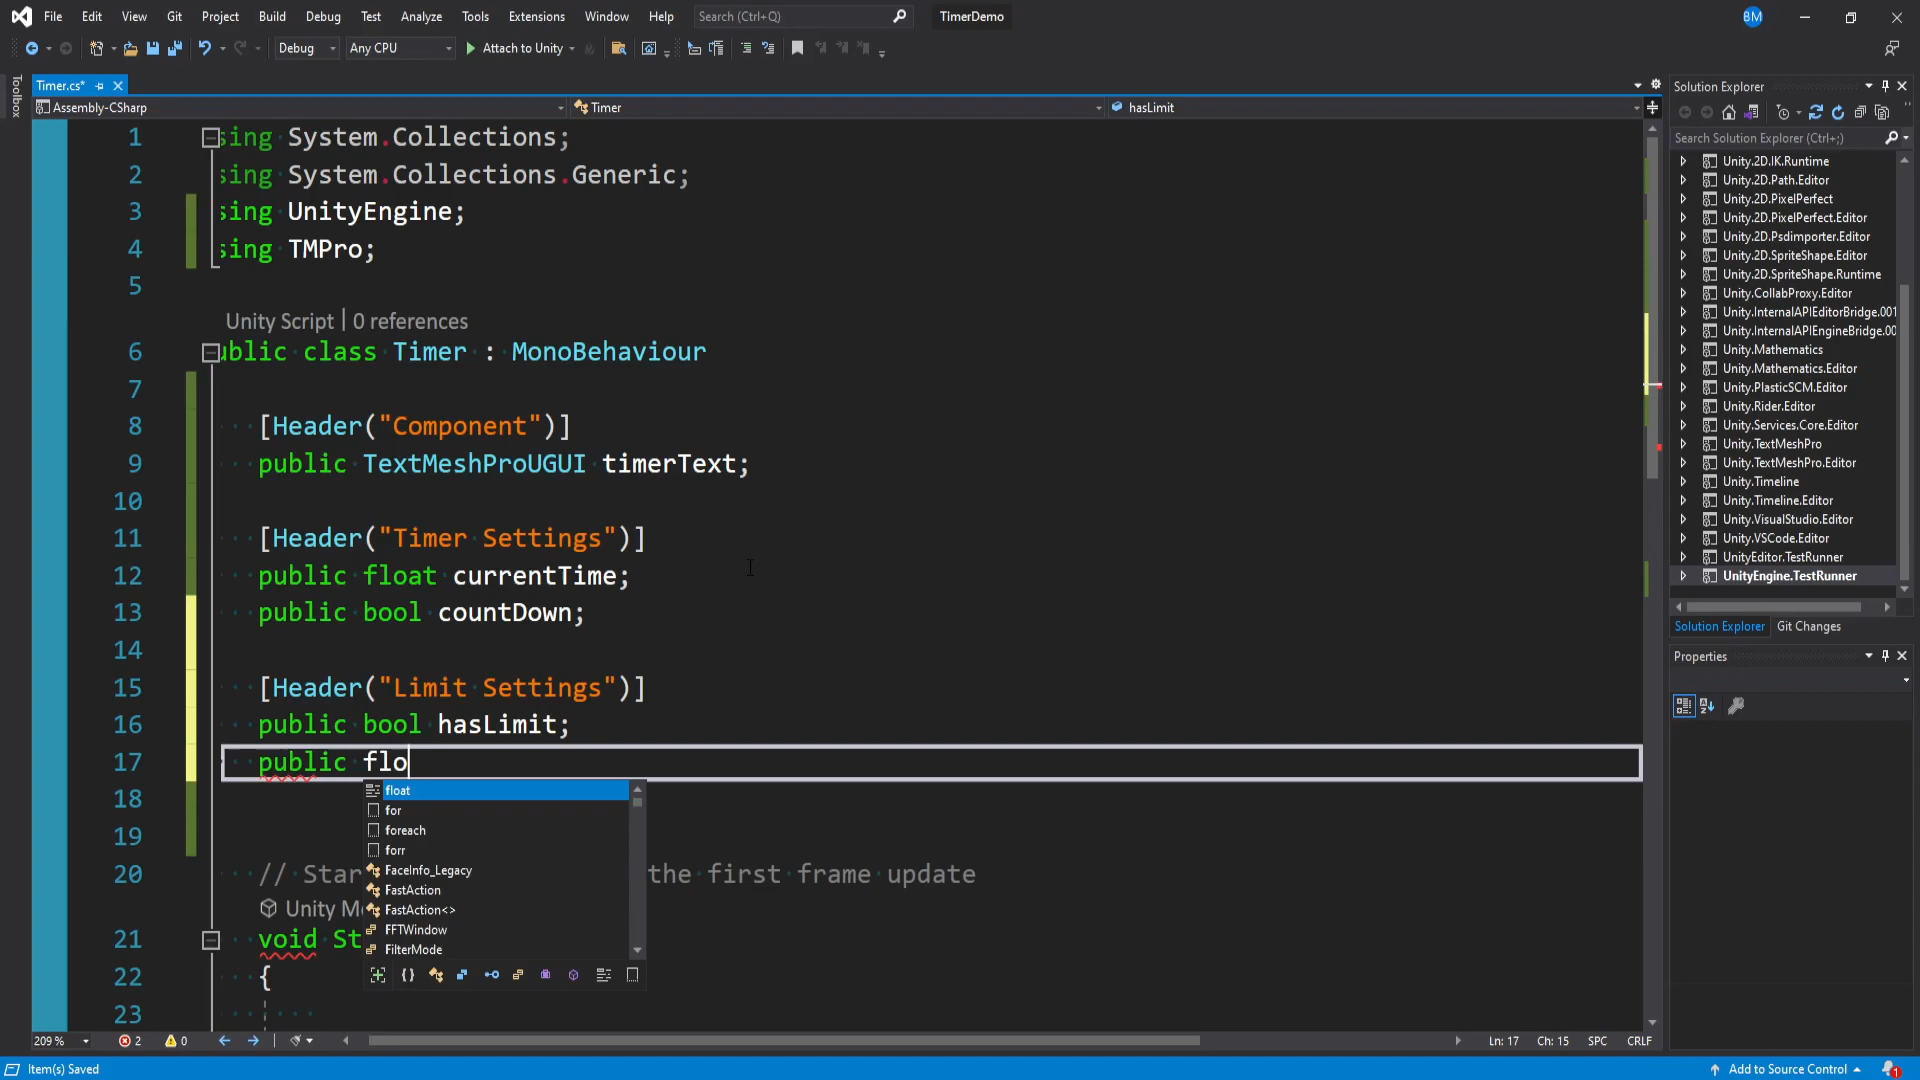 File Edit View Git Project Build Debug Test Analyze Tools Extensions Window Help Search (Ctrl+Q) TimerDemo BM
Debug Any CPU Attach to Unity
Toolbox
Timer.cs*
Assembly-CSharp Timer hasLimit
1 sing System.Collections;
2 sing System.Collections.Generic;
3 sing UnityEngine;
4 sing TMPro;
5
Unity Script | 0 references
6 ublic class Timer : MonoBehaviour
7
8 [Header("Component")]
9 public TextMeshProUGUI timerText;
10
11 [Header("Timer Settings")]
12 public float currentTime;
13 public bool countDown;
14
15 [Header("Limit Settings")]
16 public bool hasLimit;
17 public flo
18
19
float
for
foreach
forr
FaceInfo_Legacy
FastAction
FastAction<>
FFTWindow
FilterMode
20 // Star the first frame update
Unity Me
21 void St
22 {
23
209 % 2 0 Ln: 17 Ch: 15 SPC CRLF
Solution Explorer
Search Solution Explorer (Ctrl+;)
Unity.2D.IK.Runtime
Unity.2D.Path.Editor
Unity.2D.PixelPerfect
Unity.2D.PixelPerfect.Editor
Unity.2D.Psdimporter.Editor
Unity.2D.SpriteShape.Editor
Unity.2D.SpriteShape.Runtime
Unity.CollabProxy.Editor
Unity.InternalAPIEditorBridge.001
Unity.InternalAPIEngineBridge.00
Unity.Mathematics
Unity.Mathematics.Editor
Unity.PlasticSCM.Editor
Unity.Rider.Editor
Unity.Services.Core.Editor
Unity.TextMeshPro
Unity.TextMeshPro.Editor
Unity.Timeline
Unity.Timeline.Editor
Unity.VisualStudio.Editor
Unity.VSCode.Editor
UnityEditor.TestRunner
UnityEngine.TestRunner
Solution Explorer Git Changes
Properties
Item(s) Saved Add to Source Control 1